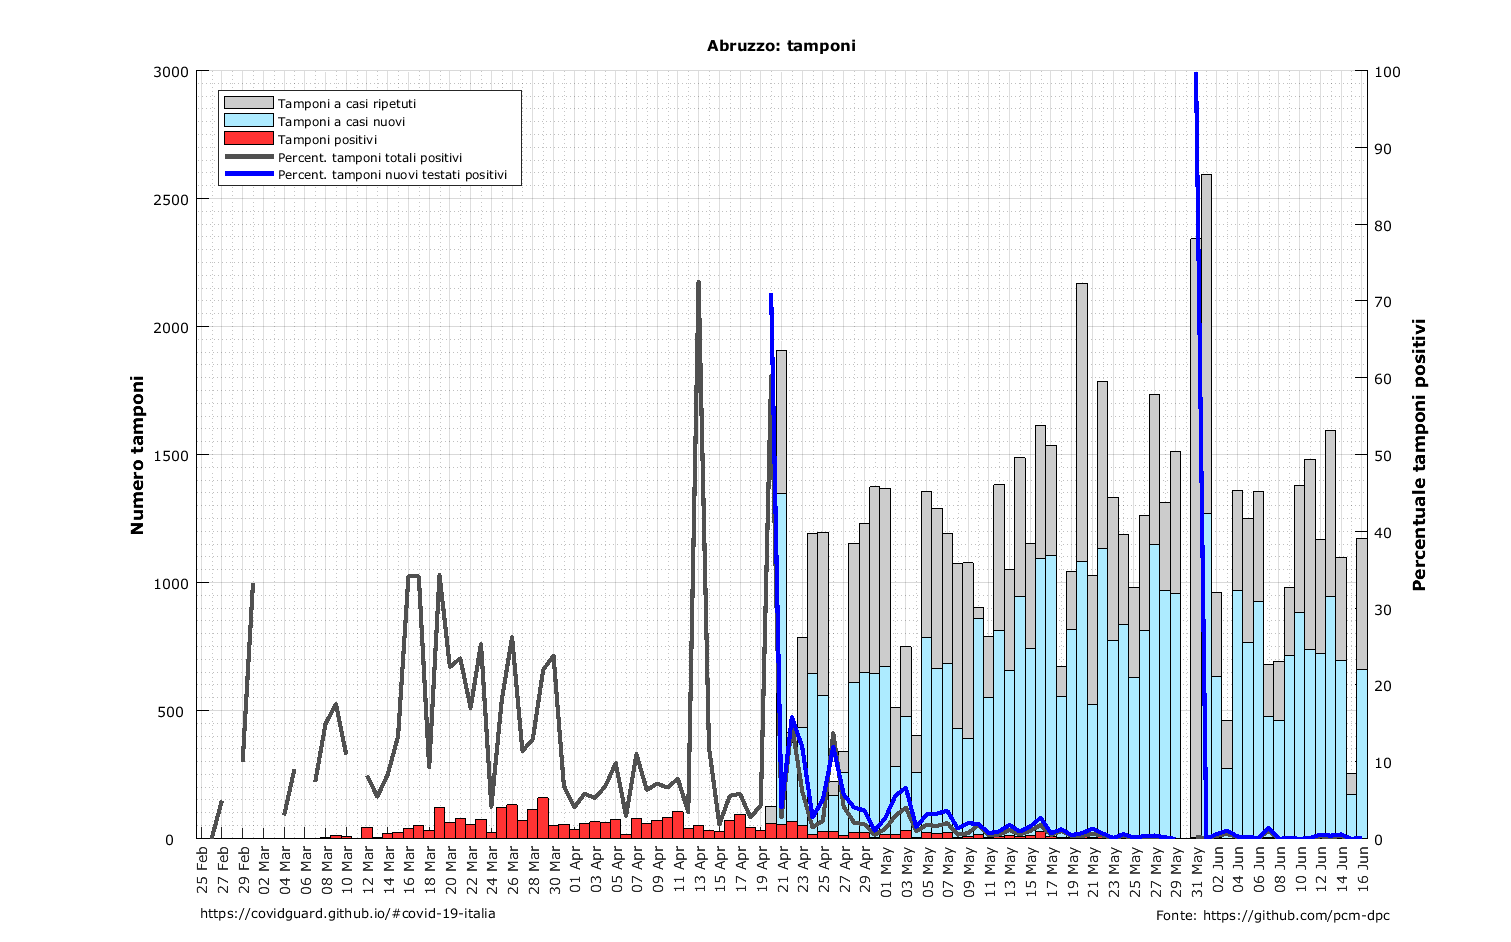 Abruzzo: tamponi
Numero tamponi
3000
2500
2000
1500
1000
500
0
Tamponi a casi ripetuti
Tamponi a casi nuovi
Tamponi positivi
Percent. tamponi totali positivi
Percent. tamponi nuovi testati positivi
100
90
80
70
60
50
40
30
20
10
0
Percentuale tamponi positivi
25 Feb
27 Feb
29 Feb
02 Mar
04 Mar
06 Mar
08 Mar
10 Mar
12 Mar
14 Mar
16 Mar
18 Mar
20 Mar
22 Mar
24 Mar
26 Mar
28 Mar
30 Mar
01 Apr
03 Apr
05 Apr
07 Apr
09 Apr
11 Apr
13 Apr
15 Apr
17 Apr
19 Apr
21 Apr
23 Apr
25 Apr
27 Apr
29 Apr
01 May
03 May
05 May
07 May
09 May
11 May
13 May
15 May
17 May
19 May
21 May
23 May
25 May
27 May
29 May
31 May
02 Jun
04 Jun
06 Jun
08 Jun
10 Jun
12 Jun
14 Jun
16 Jun
https://covidguard.github.io/#covid-19-italia
Fonte: https://github.com/pcm-dpc